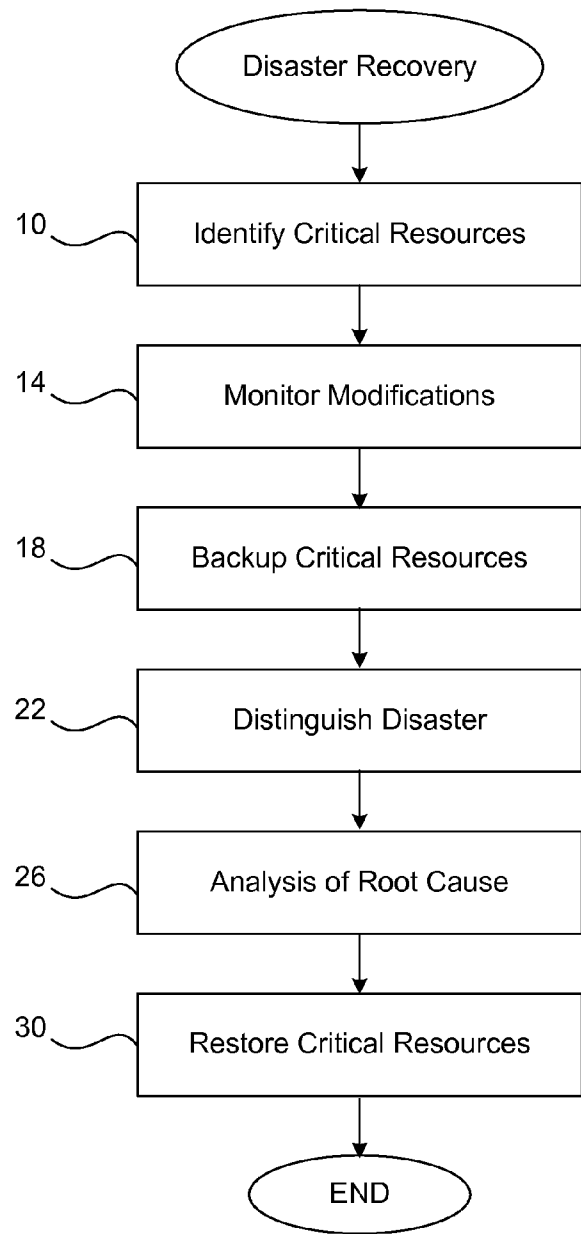 Disaster Recovery
10
Identify Critical Resources
14
Monitor Modifications
18
Backup Critical Resources
22
Distinguish Disaster
26
Analysis of Root Cause
30
Restore Critical Resources
END